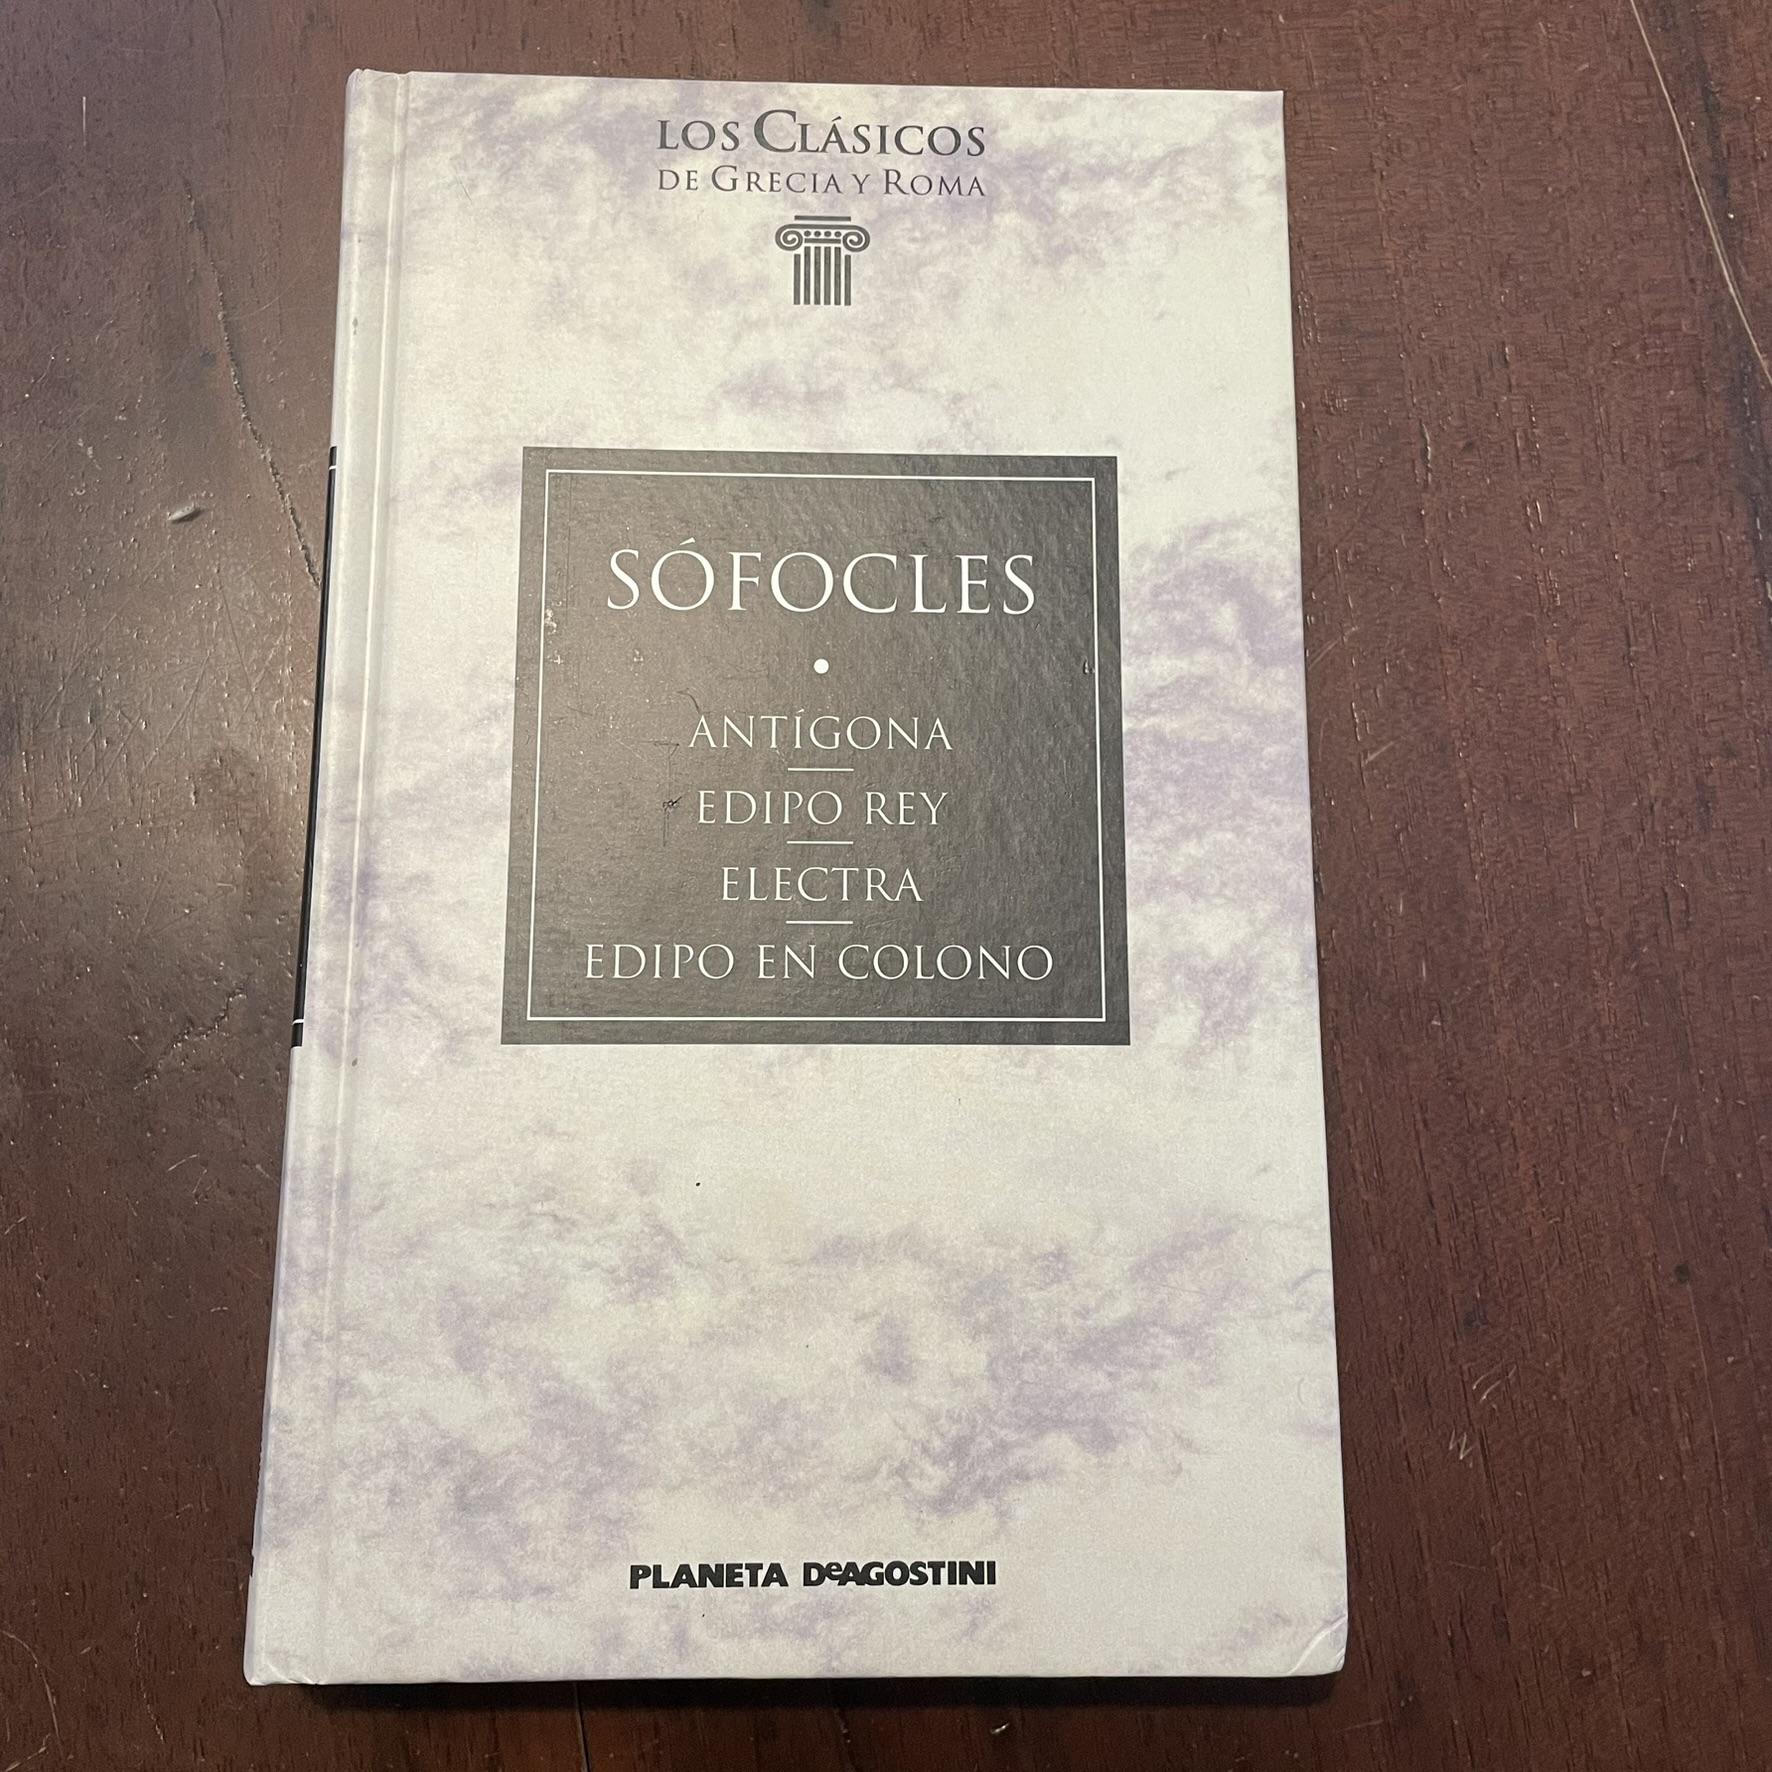 LOS CLÁSICOS
DE GRECIA Y ROMA
SÓFOCLES
•
ANTÍGONA
EDIPO REY
ELECTRA
EDIPO EN COLONO
PLANETA DeAGOSTINI